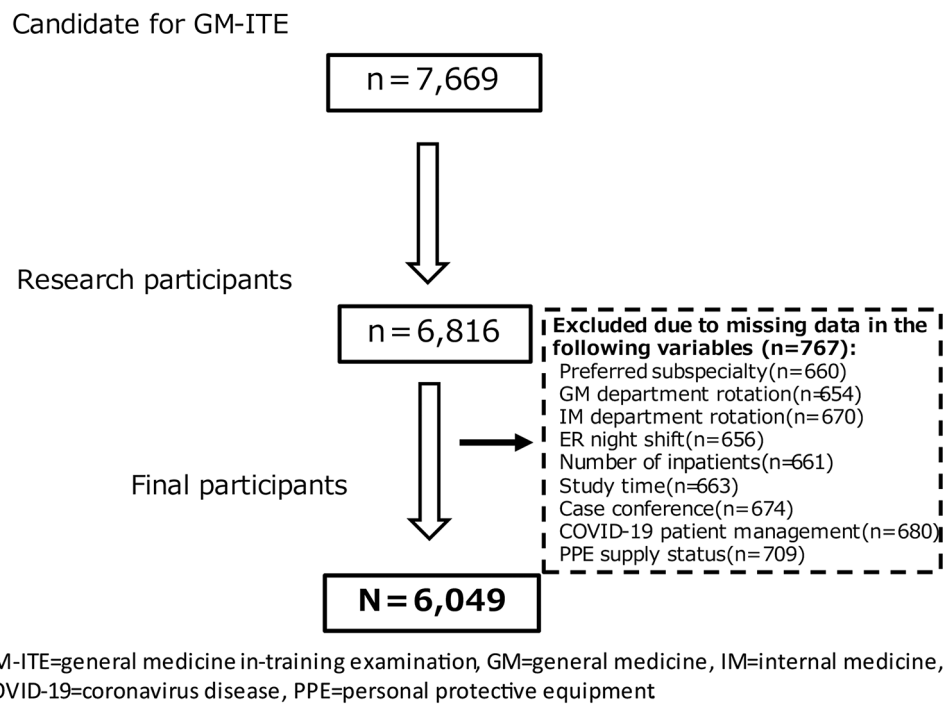 Candidate for GM-ITE
n=7,669
Research participants
n=6,816
Excluded due to missing data in the
following variables (n=767):
Preferred subspecialty(n=660)
GM department rotation(n=654)
IM department rotation(n=670)
ER night shift(n=656)
Number of inpatients(n=661)
Study time(n=663)
Case conference(n=674)
COVID-19 patient management(n=680)
PPE supply status(n=709)
Final participants
N=6,049
M-ITE=general medicine in-training examination, GM=general medicine, IM=internal medicine,
OVID-19=coronavirus disease, PPE=personal protective equipment